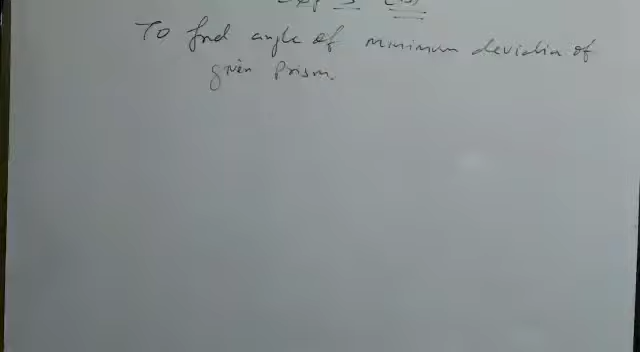 To find angle of minimum deviation of
given Prism